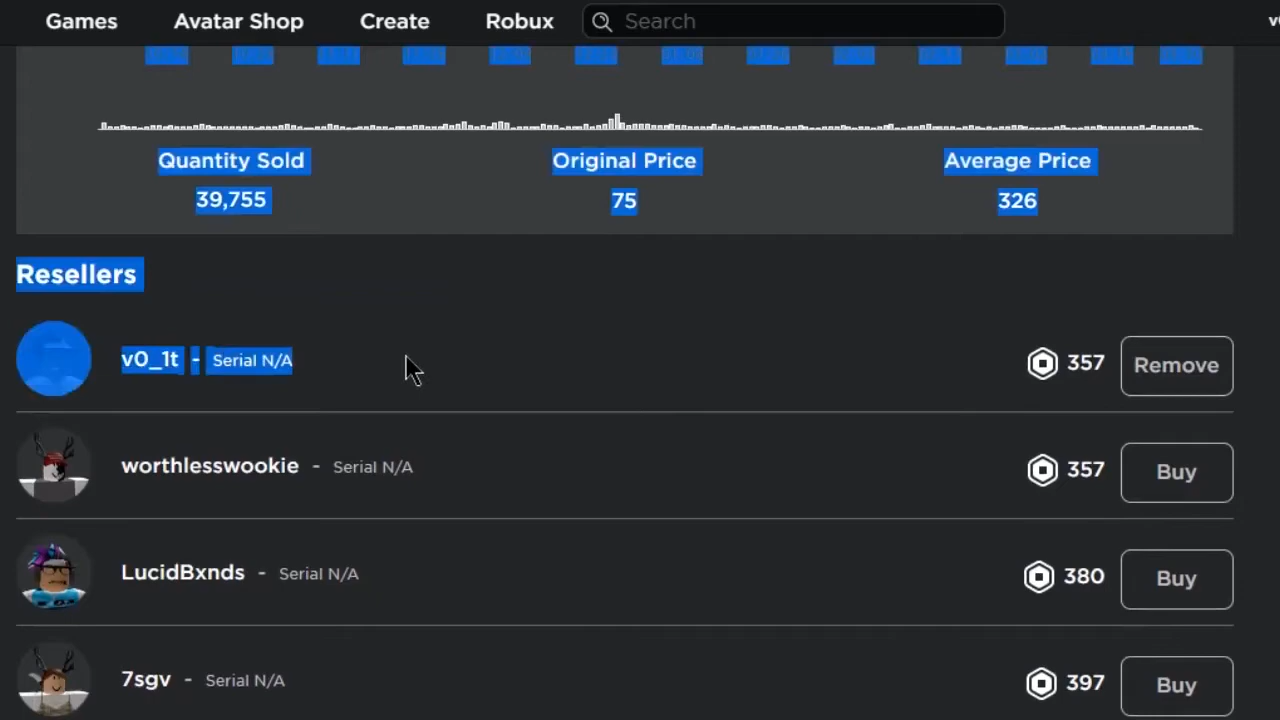 Games Avatar Shop Create Robux Search
Quantity Sold Original Price Average Price
39,755 75 326
Resellers
v0_1t - Serial N/A 357 Remove
worthlesswookie - Serial N/A 357 Buy
LucidBxnds - Serial N/A 380 Buy
7sgv - Serial N/A 397 Buy